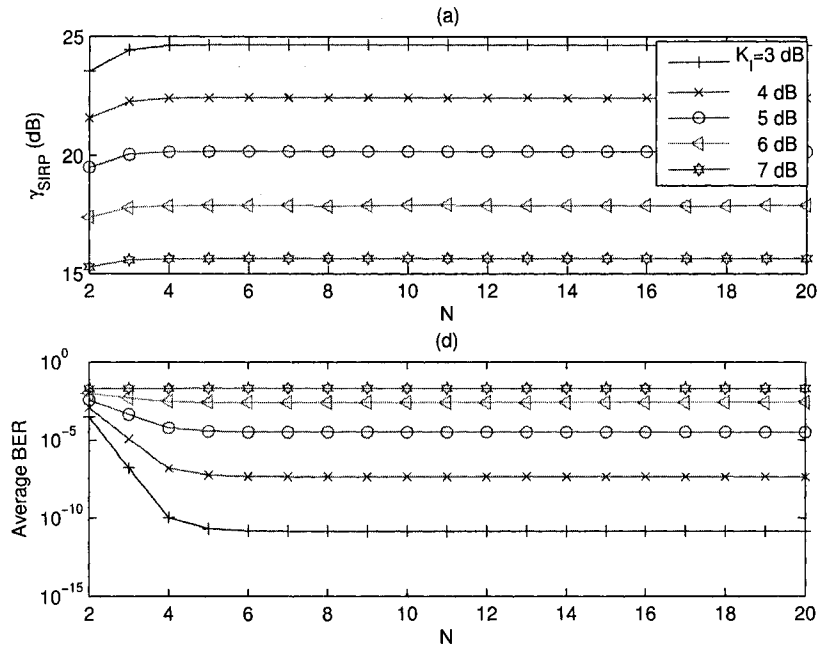 (a)
25
20
15
γSIRP (dB)
2 4 6 8 10 12 14 16 18 20
N
KI=3 dB
4 dB
5 dB
6 dB
7 dB
(d)
10^0
10^-5
10^-10
10^-15
Average BER
2 4 6 8 10 12 14 16 18 20
N